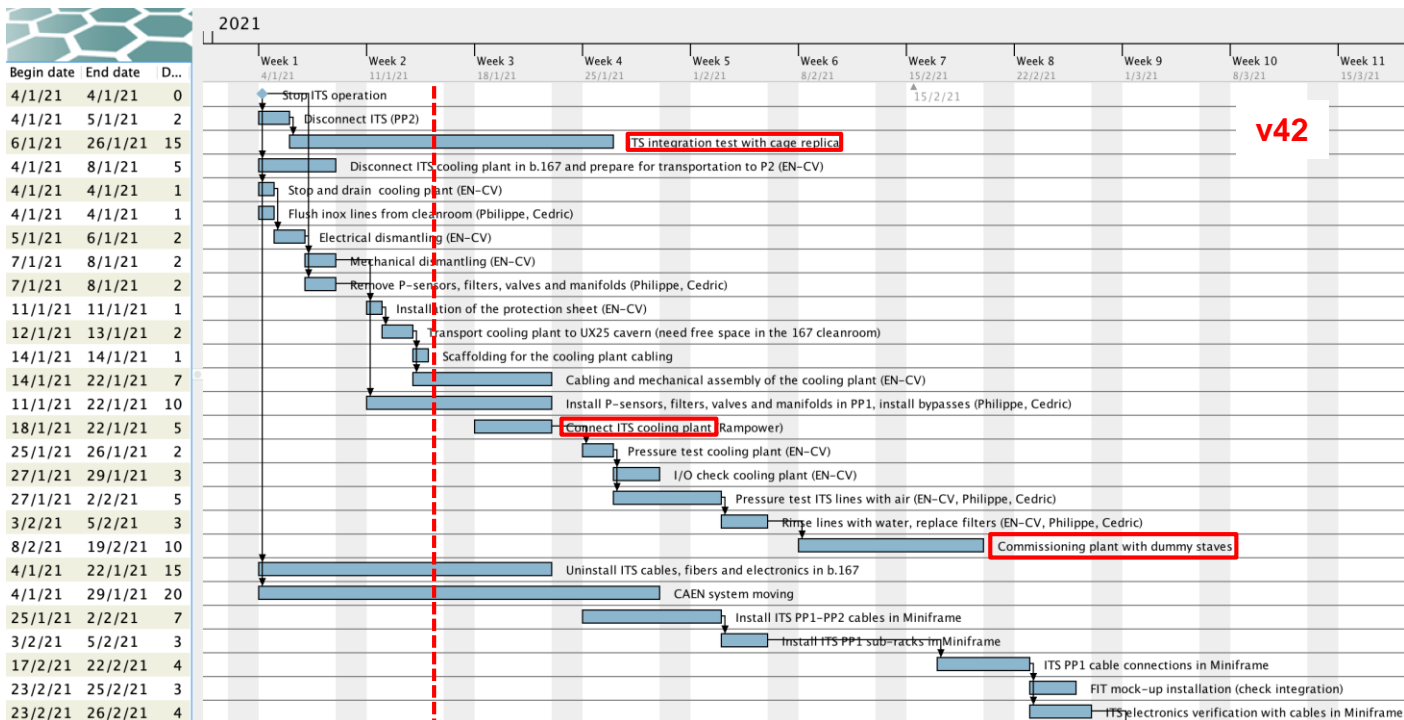 2021
Week 1 Week 2 Week 3 Week 4 Week 5 Week 6 Week 7 Week 8 Week 9 Week 10 Week 11
Begin date End date D... 4/1/21 11/1/21 18/1/21 25/1/21 1/2/21 8/2/21 15/2/21 22/2/21 1/3/21 8/3/21 15/3/21
4/1/21 4/1/21 0 Stop ITS operation 15/2/21
4/1/21 5/1/21 2 Disconnect ITS (PP2)
v42
6/1/21 26/1/21 15 ITS integration test with cage replica
4/1/21 8/1/21 5 Disconnect ITS cooling plant in b.167 and prepare for transportation to P2 (EN-CV)
4/1/21 4/1/21 1 Stop and drain cooling plant (EN-CV)
4/1/21 4/1/21 1 Flush inox lines from cleanroom (Pbilippe, Cedric)
5/1/21 6/1/21 2 Electrical dismantling (EN-CV)
7/1/21 8/1/21 2 Mechanical dismantling (EN-CV)
7/1/21 8/1/21 2 Remove P-sensors, filters, valves and manifolds (Philippe, Cedric)
11/1/21 11/1/21 1 Installation of the protection sheet (EN-CV)
12/1/21 13/1/21 2 Transport cooling plant to UX25 cavern (need free space in the 167 cleanroom)
14/1/21 14/1/21 1 Scaffolding for the cooling plant cabling
14/1/21 22/1/21 7 Cabling and mechanical assembly of the cooling plant (EN-CV)
11/1/21 22/1/21 10 Install P-sensors, filters, valves and manifolds in PP1, install bypasses (Philippe, Cedric)
18/1/21 22/1/21 5 Connect ITS cooling plant (Rampower)
25/1/21 26/1/21 2 Pressure test cooling plant (EN-CV)
27/1/21 29/1/21 3 I/O check cooling plant (EN-CV)
27/1/21 2/2/21 5 Pressure test ITS lines with air (EN-CV, Philippe, Cedric)
3/2/21 5/2/21 3 Rinse lines with water, replace filters (EN-CV, Philippe, Cedric)
8/2/21 19/2/21 10 Commissioning plant with dummy staves
4/1/21 22/1/21 15 Uninstall ITS cables, fibers and electronics in b.167
4/1/21 29/1/21 20 CAEN system moving
25/1/21 2/2/21 7 Install ITS PP1-PP2 cables in Miniframe
3/2/21 5/2/21 3 Install ITS PP1 sub-racks in Miniframe
17/2/21 22/2/21 4 ITS PP1 cable connections in Miniframe
23/2/21 25/2/21 3 FIT mock-up installation (check integration)
23/2/21 26/2/21 4 ITS electronics verification with cables in Miniframe